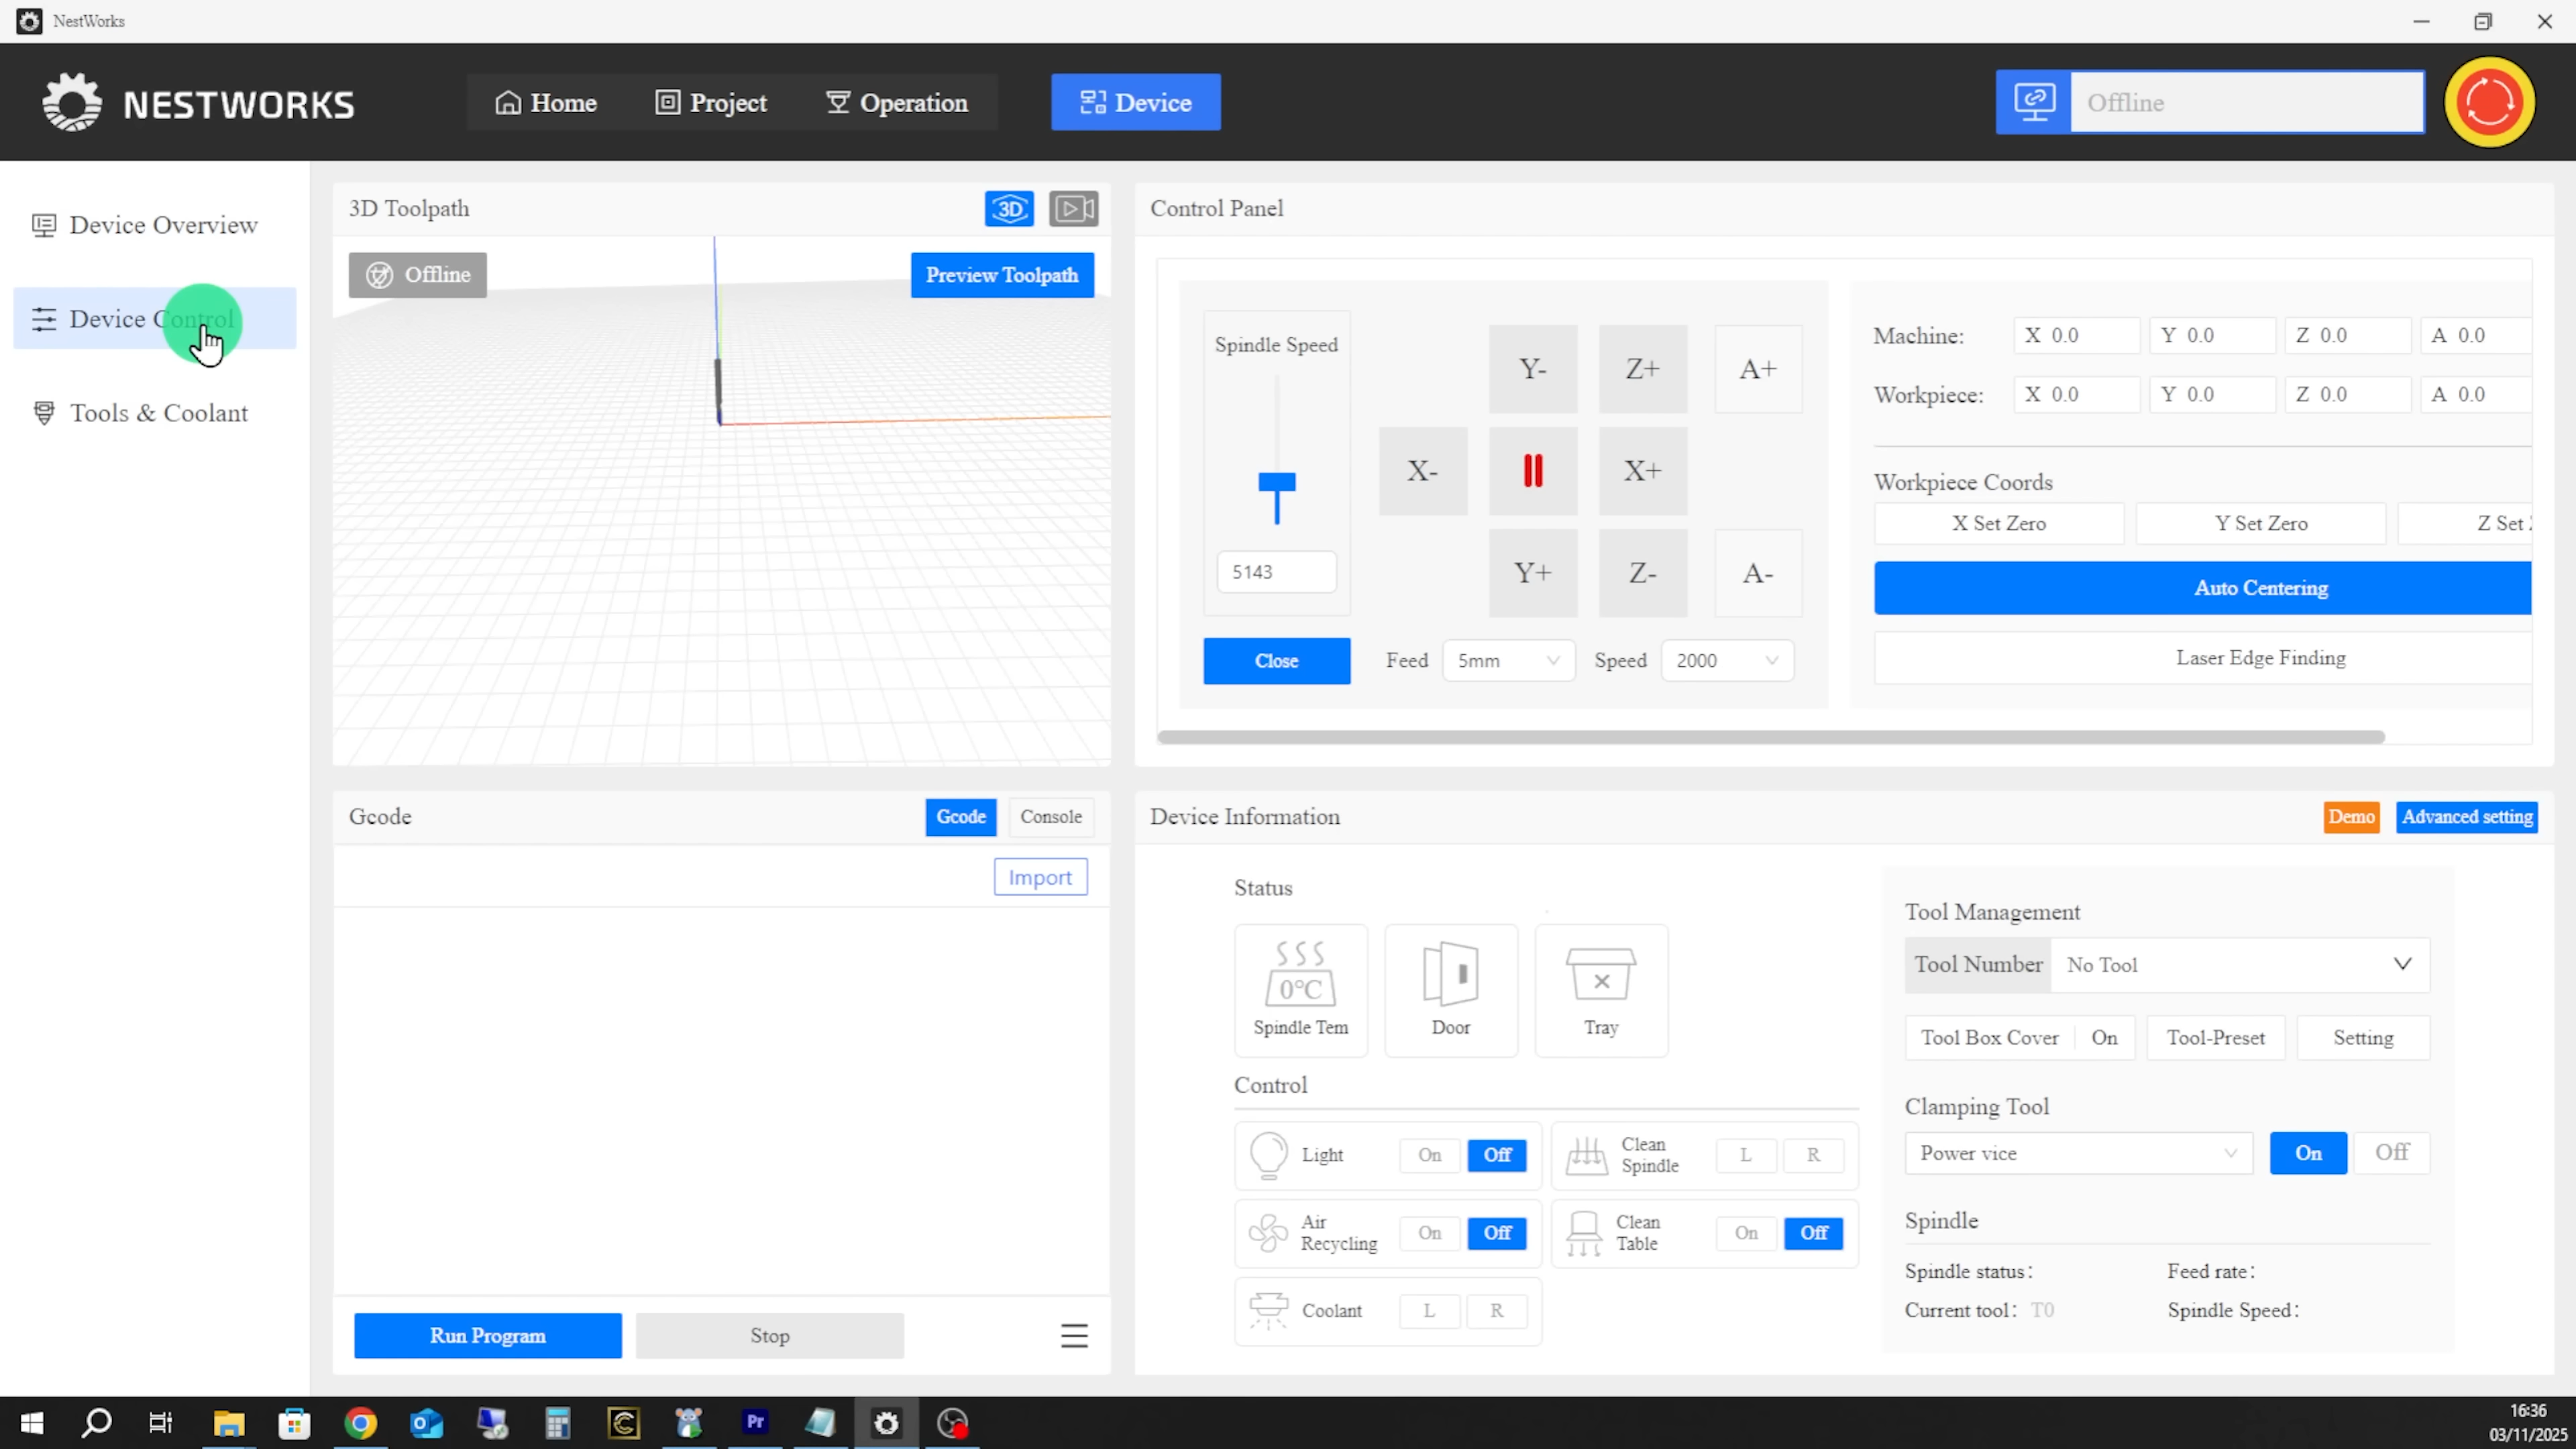 NestWorks
NESTWORKS
Home
Project
Operation
Device
Offline
Device Overview
Device Control
Tools & Coolant
3D Toolpath
3D
Offline
Preview Toolpath
Control Panel
Spindle Speed
5143
Close
Y-
Z+
A+
X-
X+
Y+
Z-
A-
Feed
5mm
Speed
2000
Machine:
X 0.0
Y 0.0
Z 0.0
A 0.0
Workpiece:
X 0.0
Y 0.0
Z 0.0
A 0.0
Workpiece Coords
X Set Zero
Y Set Zero
Z Set
Auto Centering
Laser Edge Finding
Gcode
Gcode
Console
Import
Run Program
Stop
Device Information
Demo
Advanced setting
Status
0°C
Spindle Tem
Door
Tray
Control
Light
On
Off
Clean
Spindle
L
R
Air
Recycling
On
Off
Clean
Table
On
Off
Coolant
L
R
Tool Management
Tool Number
No Tool
Tool Box Cover
On
Tool-Preset
Setting
Clamping Tool
Power vice
On
Off
Spindle
Spindle status:
Feed rate:
Current tool: T0
Spindle Speed:
Pr
16:36
03/11/2025